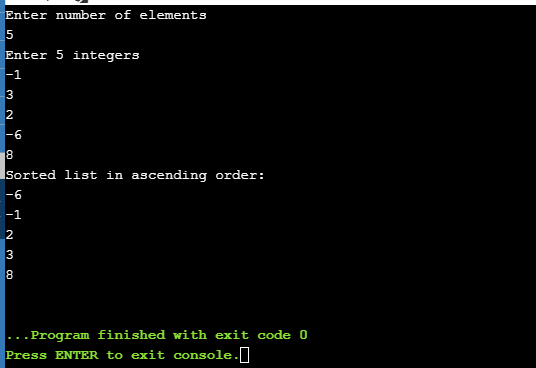 Enter number of elements
5
Enter 5 integers
-1
3
2
-6
8
Sorted list in ascending order:
-6
-1
2
3
8
...Program finished with exit code 0
Press ENTER to exit console.